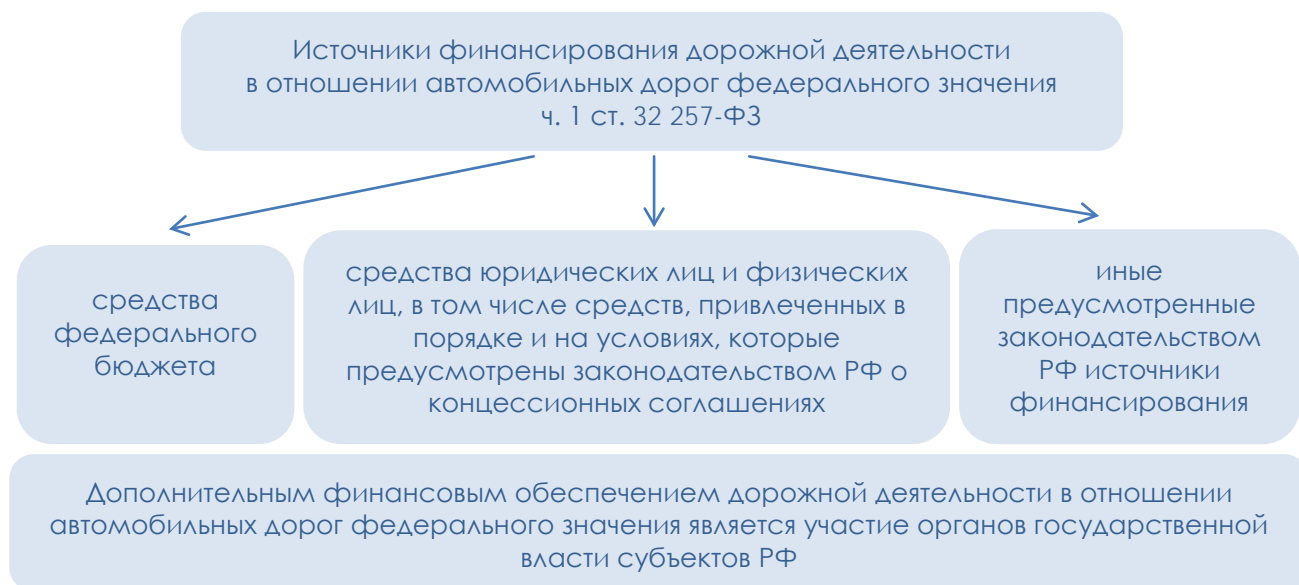 Источники финансирования дорожной деятельности
в отношении автомобильных дорог федерального значения
ч. 1 ст. 32 257-ФЗ
средства
федерального
бюджета
средства юридических лиц и физических
лиц, в том числе средств, привлеченных в
порядке и на условиях, которые
предусмотрены законодательством РФ о
концессионных соглашениях
иные
предусмотренные
законодательством
РФ источники
финансирования
Дополнительным финансовым обеспечением дорожной деятельности в отношении
автомобильных дорог федерального значения является участие органов государственной
власти субъектов РФ